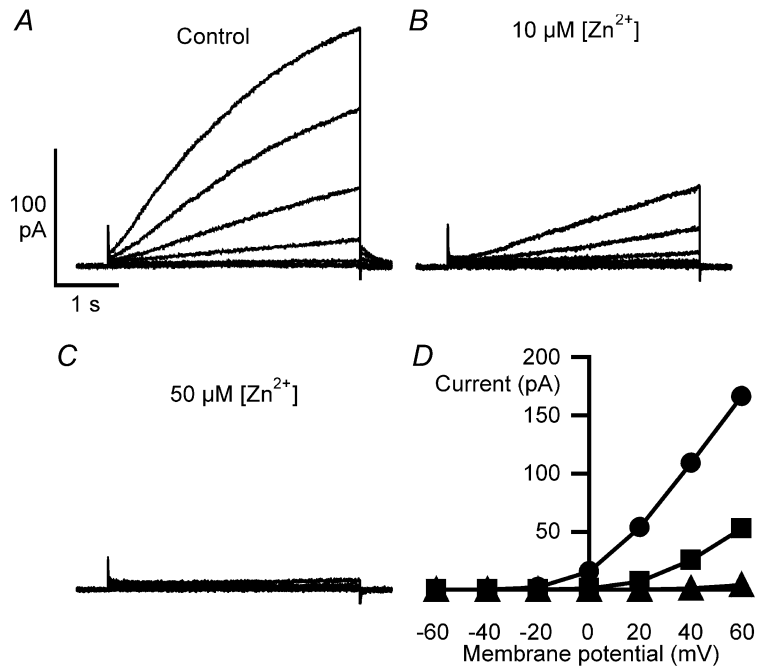 A
Control
100
pA
1 s
B
10 µM [Zn²⁺]
C
50 µM [Zn²⁺]
D
200
Current (pA)
150
100
50
-60 -40 -20 0 20 40 60
Membrane potential (mV)